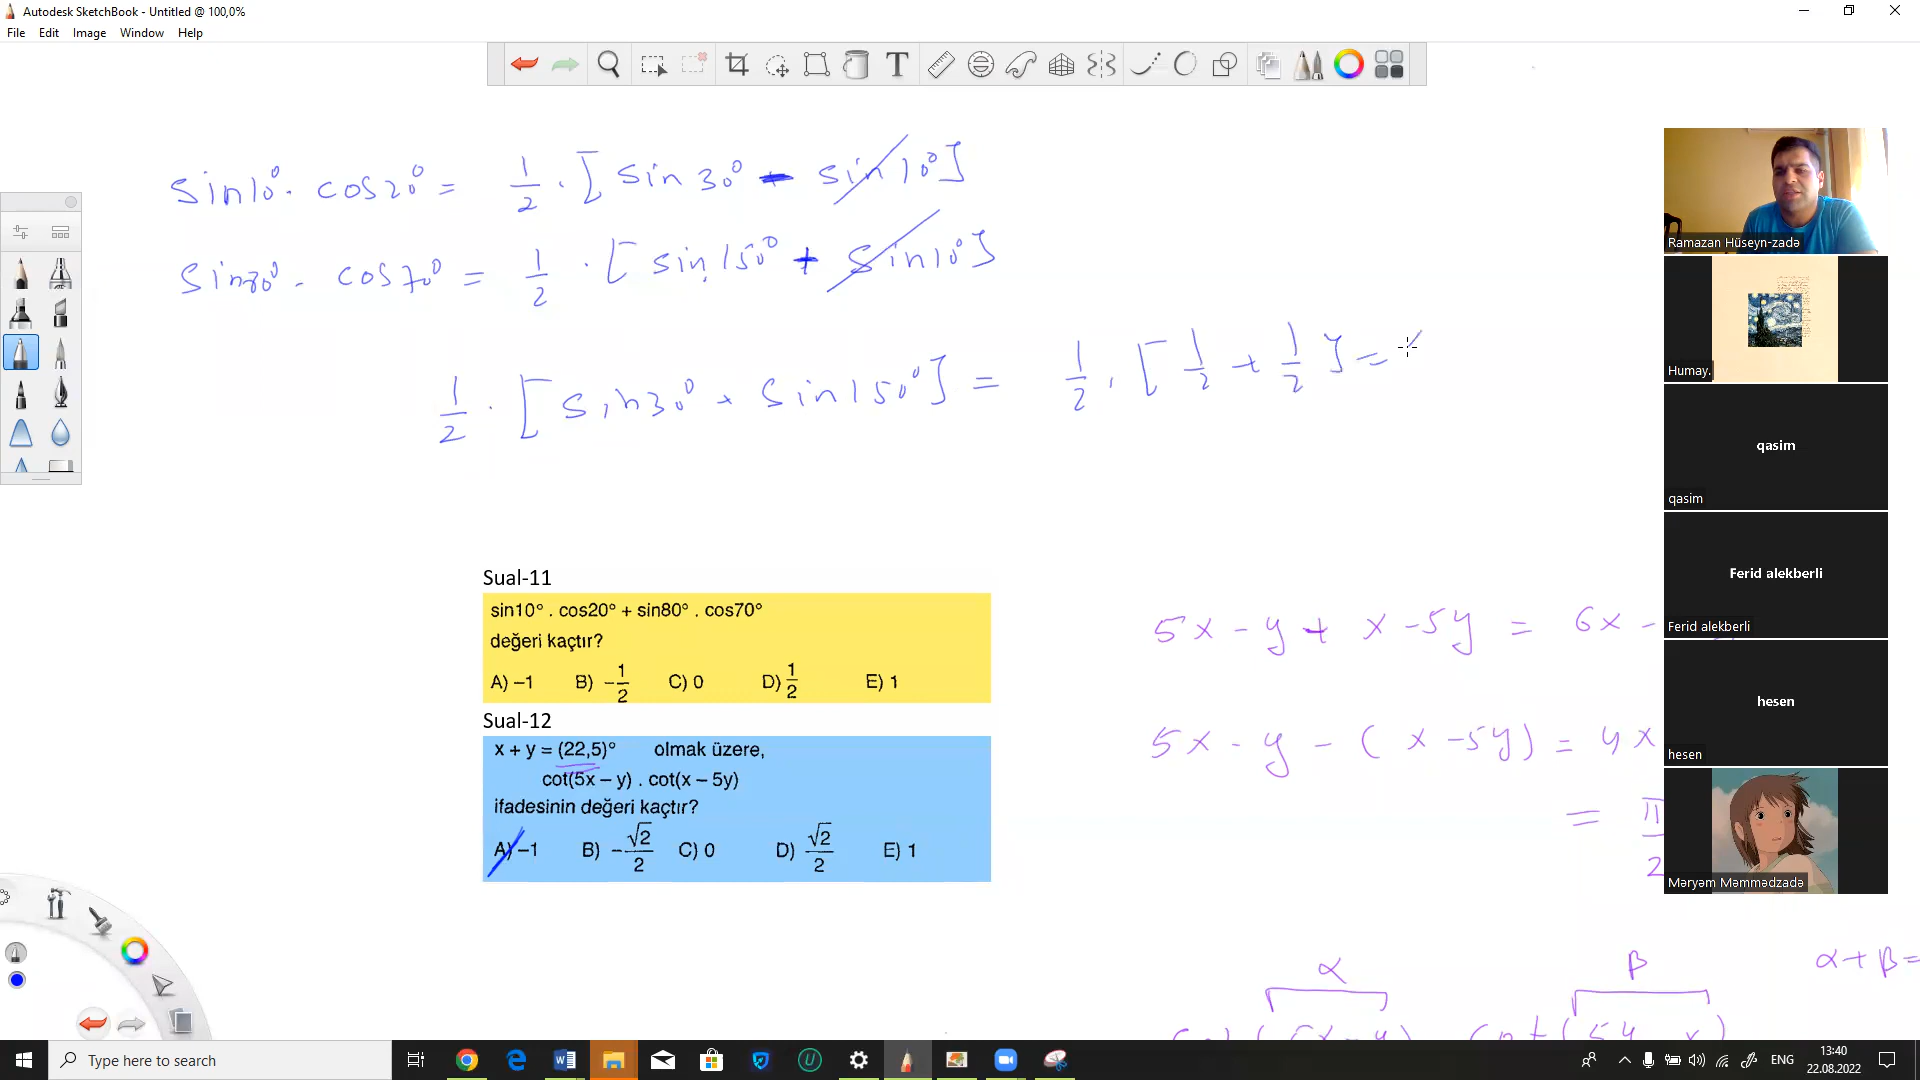 Autodesk SketchBook - Untitled @ 100,0%
File Edit Image Window Help
T
sin10° · cos20° = 1/2 · [sin30° - sin10°]
sin80° · cos70° = 1/2 · [sin150° + sin10°]
1/2 · [sin30° + sin150°] = 1/2 · [1/2 + 1/2] =
Sual-11
sin10° . cos20° + sin80° . cos70°
değeri kaçtır?
A) –1 B) –1/2 C) 0 D) 1/2 E) 1
Sual-12
x + y = (22,5)° olmak üzere,
cot(5x – y) . cot(x – 5y)
ifadesinin değeri kaçtır?
A) –1 B) –√2/2 C) 0 D) √2/2 E) 1
5x - y + x - 5y = 6x -
5x - y - (x - 5y) = 4x
= π/2
α β α + β =
Ramazan Hüseyn-zadə
Humay.
qasim
qasim
Ferid alekberli
Ferid alekberli
hesen
hesen
Məryəm Məmmədzadə
Type here to search
ENG
13:40
22.08.2022